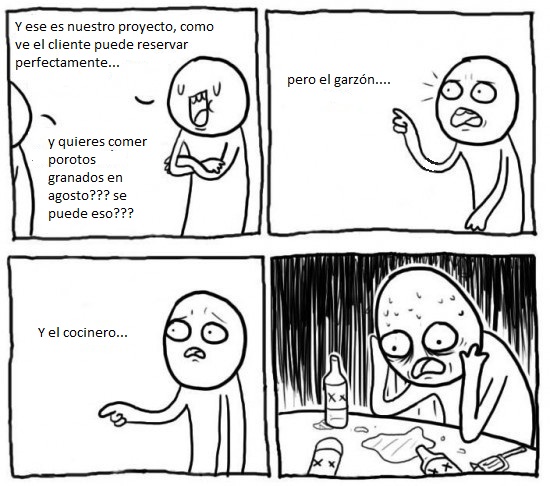 Y ese es nuestro proyecto, como
ve el cliente puede reservar
perfectamente...
y quieres comer
porotos
granados en
agosto??? se
puede eso???
pero el garzón....
Y el cocinero...
x x
x x
x x